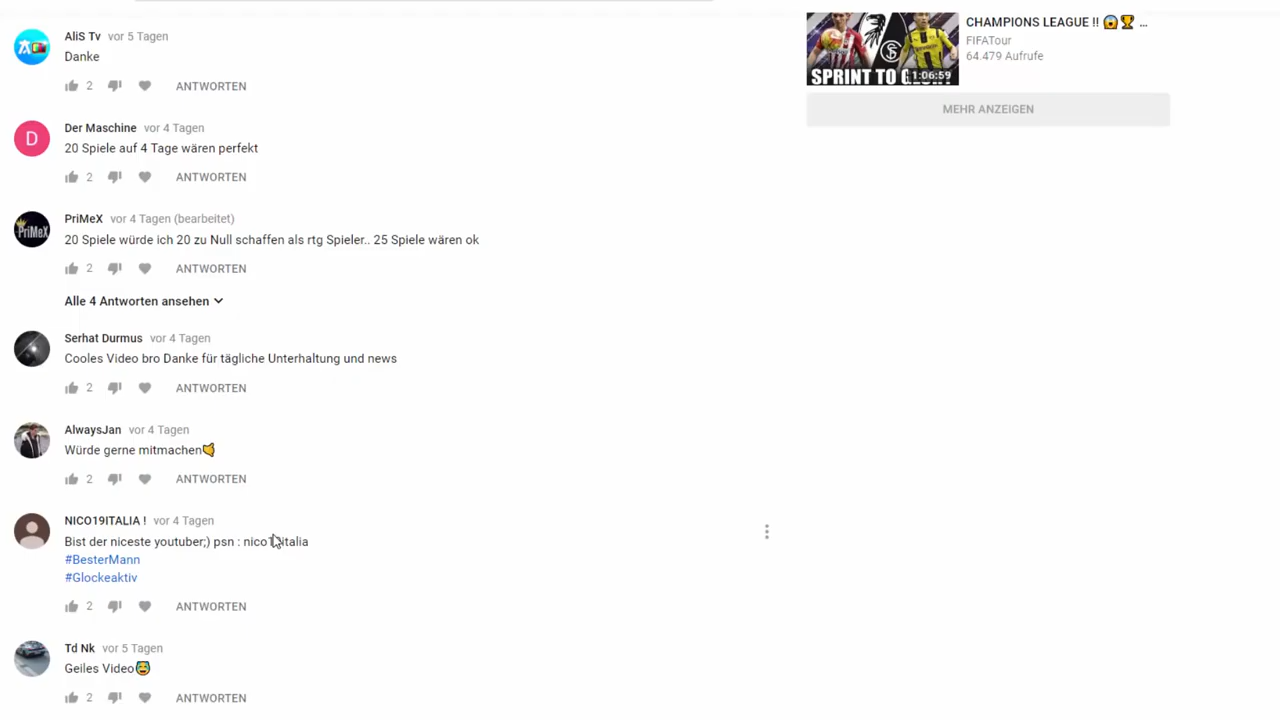 AliS Tv vor 5 Tagen
Danke
2 ANTWORTEN
Der Maschine vor 4 Tagen
20 Spiele auf 4 Tage wären perfekt
2 ANTWORTEN
PriMeX vor 4 Tagen (bearbeitet)
20 Spiele würde ich 20 zu Null schaffen als rtg Spieler.. 25 Spiele wären ok
2 ANTWORTEN
Alle 4 Antworten ansehen
Serhat Durmus vor 4 Tagen
Cooles Video bro Danke für tägliche Unterhaltung und news
2 ANTWORTEN
AlwaysJan vor 4 Tagen
Würde gerne mitmachen🤙
2 ANTWORTEN
NICO19ITALIA ! vor 4 Tagen
Bist der niceste youtuber;) psn :
#BesterMann
#Glockeaktiv
2 ANTWORTEN
Td Nk vor 5 Tagen
Geiles Video
2 ANTWORTEN
CHAMPIONS LEAGUE !! 😱🏆 ...
FIFATour
64.479 Aufrufe
SPRINT TO
1:06:59
MEHR ANZEIGEN
D
PriMeX